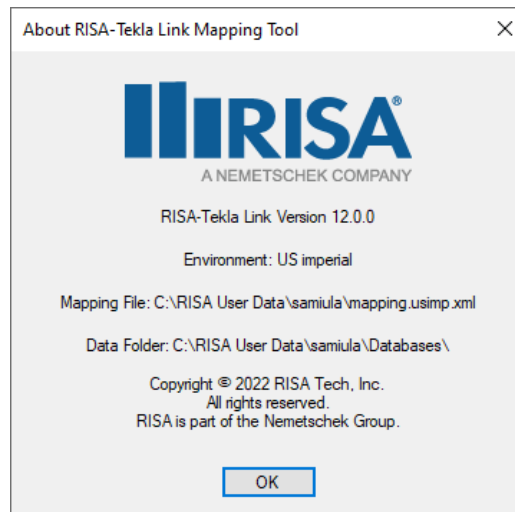 About RISA-Tekla Link Mapping Tool
RISA®
A NEMETSCHEK COMPANY
RISA-Tekla Link Version 12.0.0
Environment: US imperial
Mapping File: C:\RISA User Data\samiula\mapping.usimp.xml
Data Folder: C:\RISA User Data\samiula\Databases\
Copyright © 2022 RISA Tech, Inc.
All rights reserved.
RISA is part of the Nemetschek Group.
OK